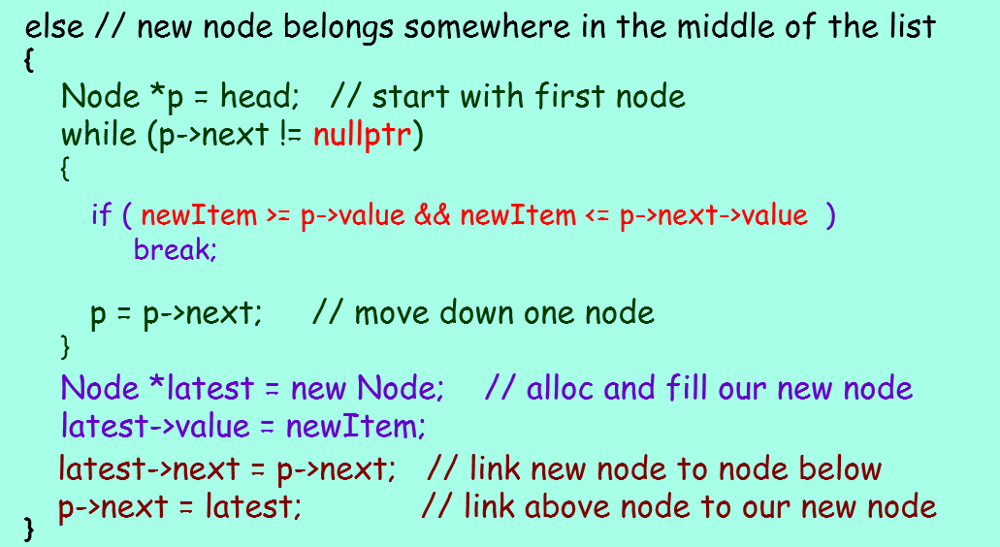 else // new node belongs somewhere in the middle of the list
{
Node *p = head; // start with first node
while (p->next != nullptr)
{
if ( newItem >= p->value && newItem <= p->next->value )
break;
p = p->next; // move down one node
}
Node *latest = new Node; // alloc and fill our new node
latest->value = newItem;
latest->next = p->next; // link new node to node below
p->next = latest; // link above node to our new node
}